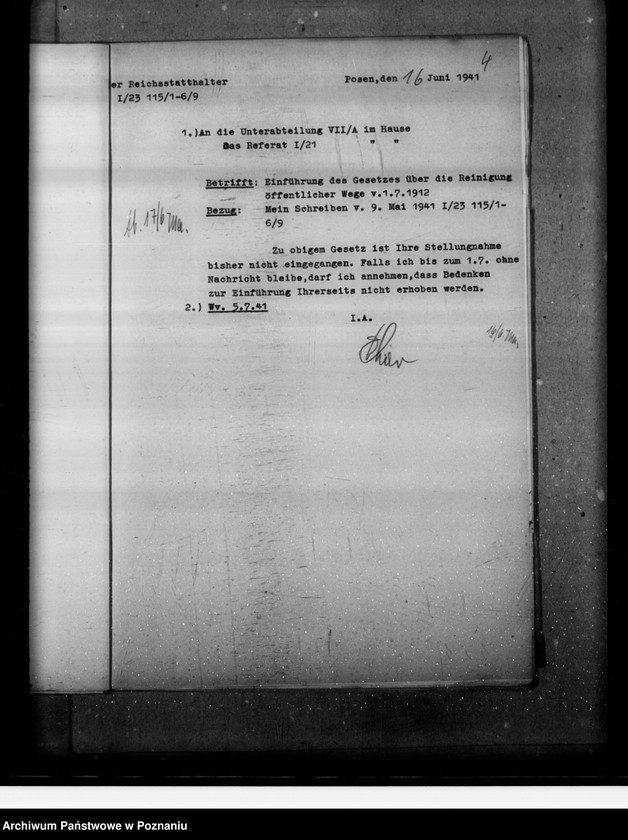 4
er Reichsstatthalter Posen,den 16 Juni 1941
I/23 115/1-6/9
1.)An die Unterabteilung VII/A im Hause
das Referat I/21 " "
Betrifft: Einführung des Gesetzes über die Reinigung
öffentlicher Wege v.1.7.1912
Bezug: Mein Schreiben v. 9. Mai 1941 I/23 115/1-
6/9
17/6
Zu obigem Gesetz ist Ihre Stellungnahme
bisher nicht eingegangen. Falls ich bis zum 1.7. ohne
Nachricht bleibe,darf ich annehmen,dass Bedenken
zur Einführung Ihrerseits nicht erhoben werden.
2.) Wv. 5.7.41
I.A.
16/6
Archiwum Państwowe w Poznaniu